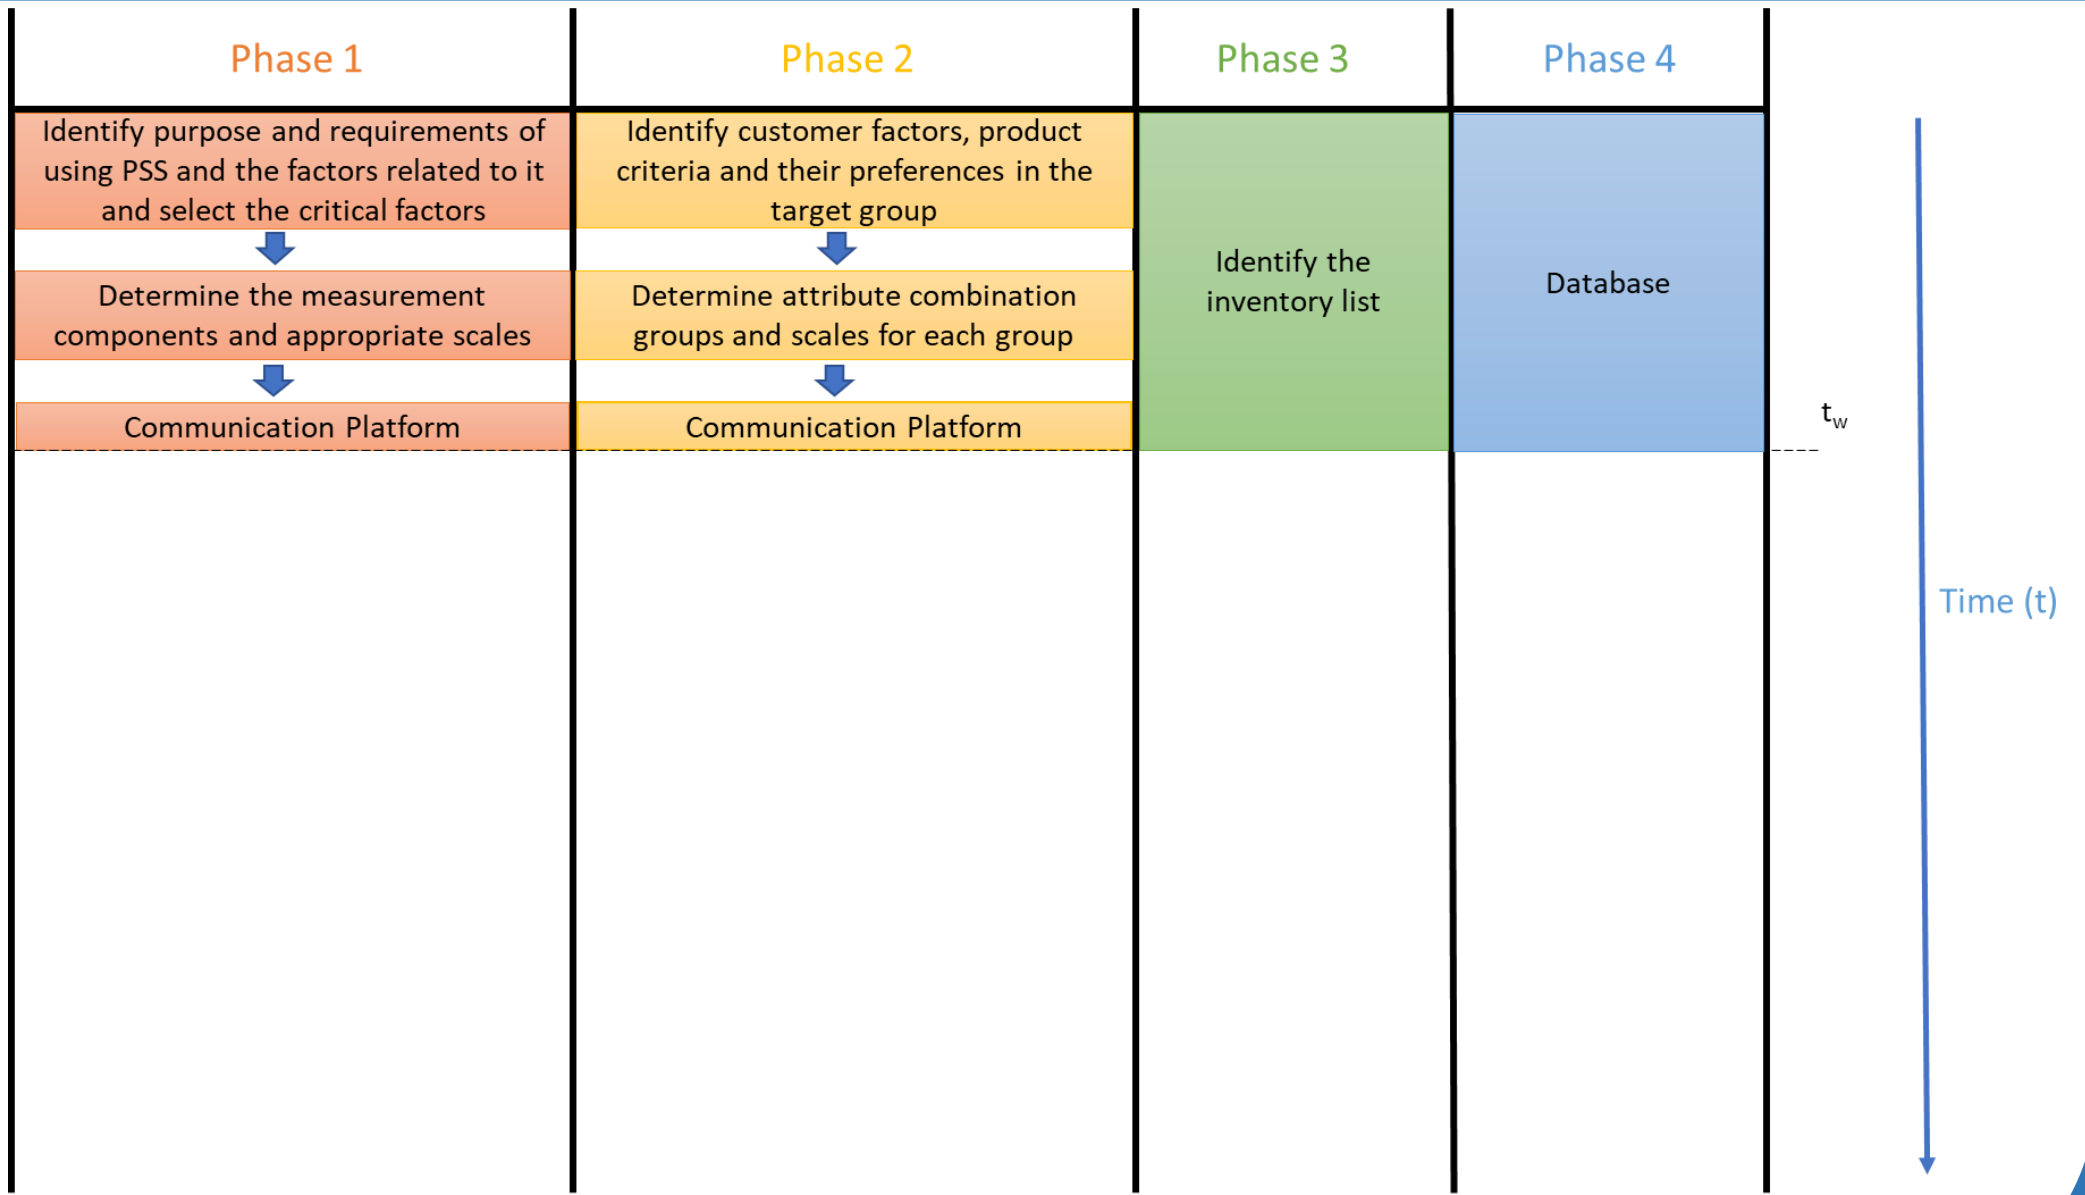 Phase 1
Phase 2
Phase 3
Phase 4
Identify purpose and requirements of
using PSS and the factors related to it
and select the critical factors
Determine the measurement
components and appropriate scales
Communication Platform
Identify customer factors, product
criteria and their preferences in the
target group
Determine attribute combination
groups and scales for each group
Communication Platform
Identify the
inventory list
Database
tw
Time (t)